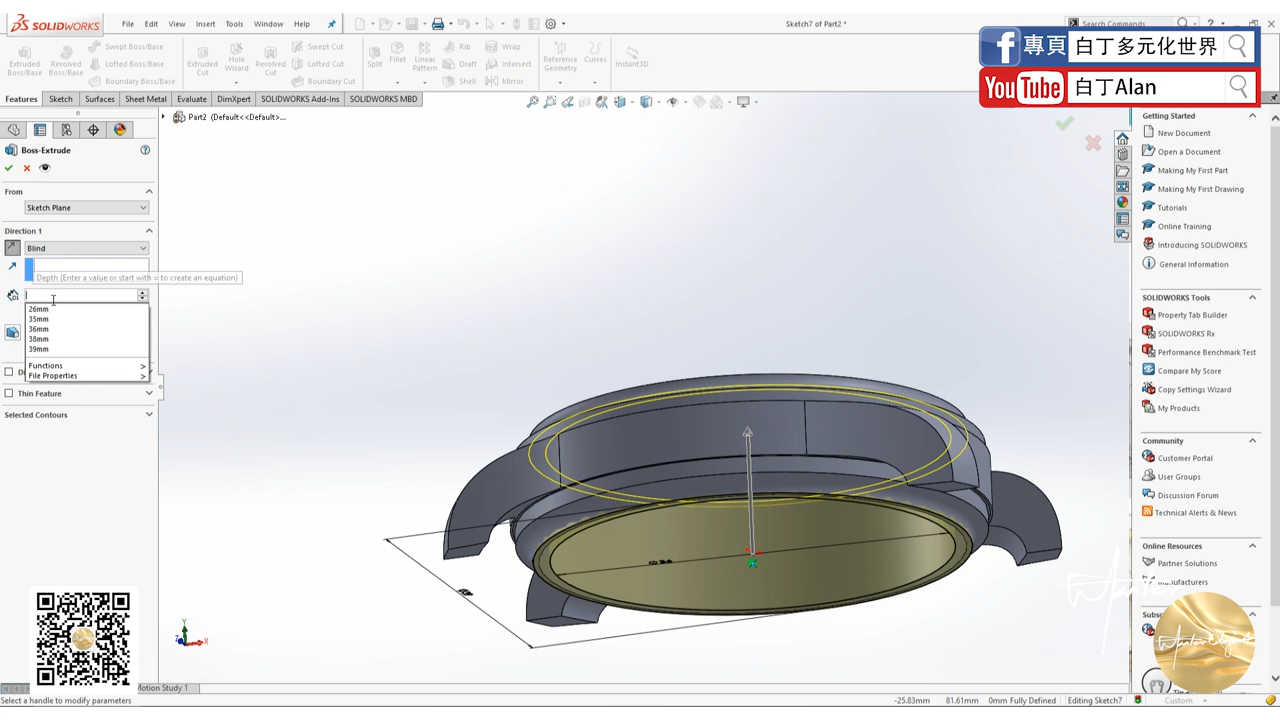 SOLIDWORKS
File Edit View Insert Tools Window Help
Sketch7 of Part2 *
Search Commands
專頁 白丁多元化世界
YouTube 白丁Alan
Extruded Boss/Base
Revolved Boss/Base
Swept Boss/Base
Lofted Boss/Base
Boundary Boss/Base
Extruded Cut
Hole Wizard
Revolved Cut
Swept Cut
Lofted Cut
Boundary Cut
Split
Fillet
Linear Pattern
Rib
Draft
Shell
Wrap
Intersect
Mirror
Reference Geometry
Curves
Instant3D
Features Sketch Surfaces Sheet Metal Evaluate DimXpert SOLIDWORKS Add-Ins SOLIDWORKS MBD
Part2 (Default<<Default>...
Boss-Extrude
From
Sketch Plane
Direction 1
Blind
Depth (Enter a value or start with = to create an equation)
26mm
35mm
36mm
38mm
39mm
Functions >
File Properties >
Thin Feature
Selected Contours
Getting Started
New Document
Open a Document
Making My First Part
Making My First Drawing
Tutorials
Online Training
Introducing SOLIDWORKS
General Information
SOLIDWORKS Tools
Property Tab Builder
SOLIDWORKS Rx
Performance Benchmark Test
Compare My Score
Copy Settings Wizard
My Products
Community
Customer Portal
User Groups
Discussion Forum
Technical Alerts & News
Online Resources
Partner Solutions
Manufacturers
Y
X
Z
Motion Study 1
Select a handle to modify parameters
-25.83mm 81.61mm 0mm Fully Defined Editing Sketch7 Custom